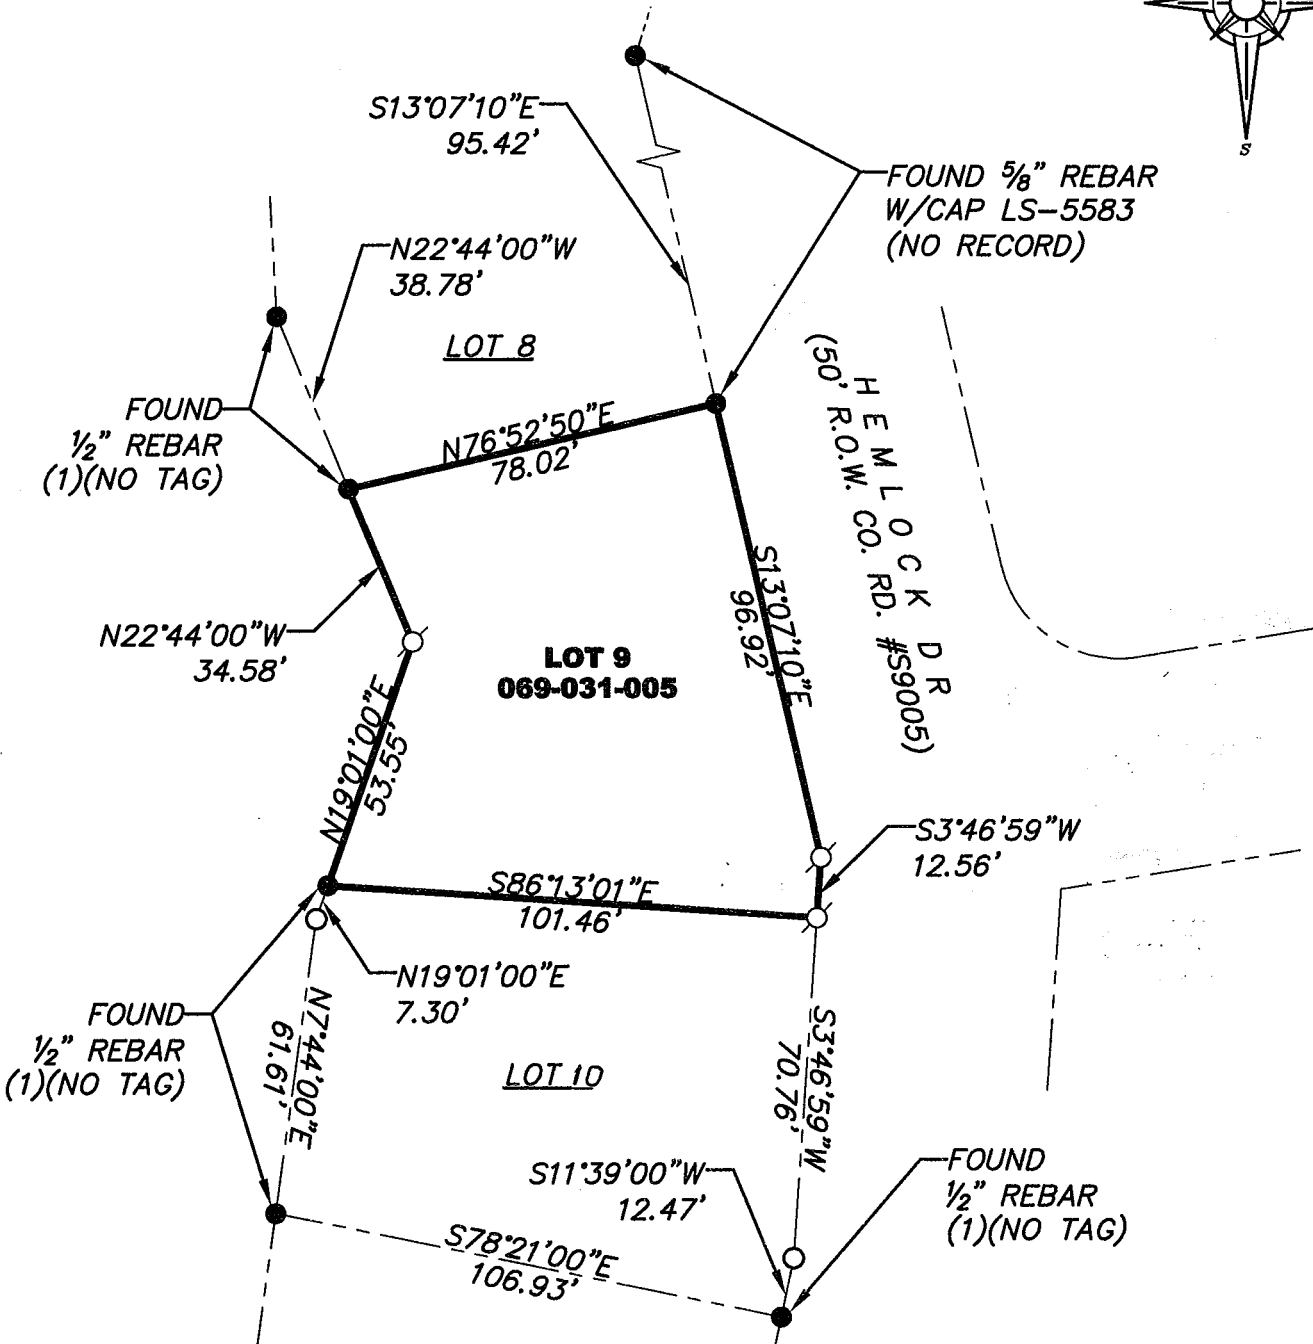 S
S13°07'10"E
95.42'
FOUND ⅝" REBAR
W/CAP LS-5583
(NO RECORD)
N22°44'00"W
38.78'
LOT 8
FOUND
½" REBAR
(1)(NO TAG)
N76°52'50"E
78.02'
HEMLOCK DR
(50' R.O.W. CO. RD. #S9005)
S13°07'10"E
96.92'
N22°44'00"W
34.58'
LOT 9
069-031-005
N19°01'00"E
53.55'
S3°46'59"W
12.56'
S86°13'01"E
101.46'
N19°01'00"E
7.30'
FOUND
½" REBAR
(1)(NO TAG)
N7°44'00"E
61.61'
LOT 10
S3°46'59"W
70.76'
S11°39'00"W
12.47'
FOUND
½" REBAR
(1)(NO TAG)
S78°21'00"E
106.93'